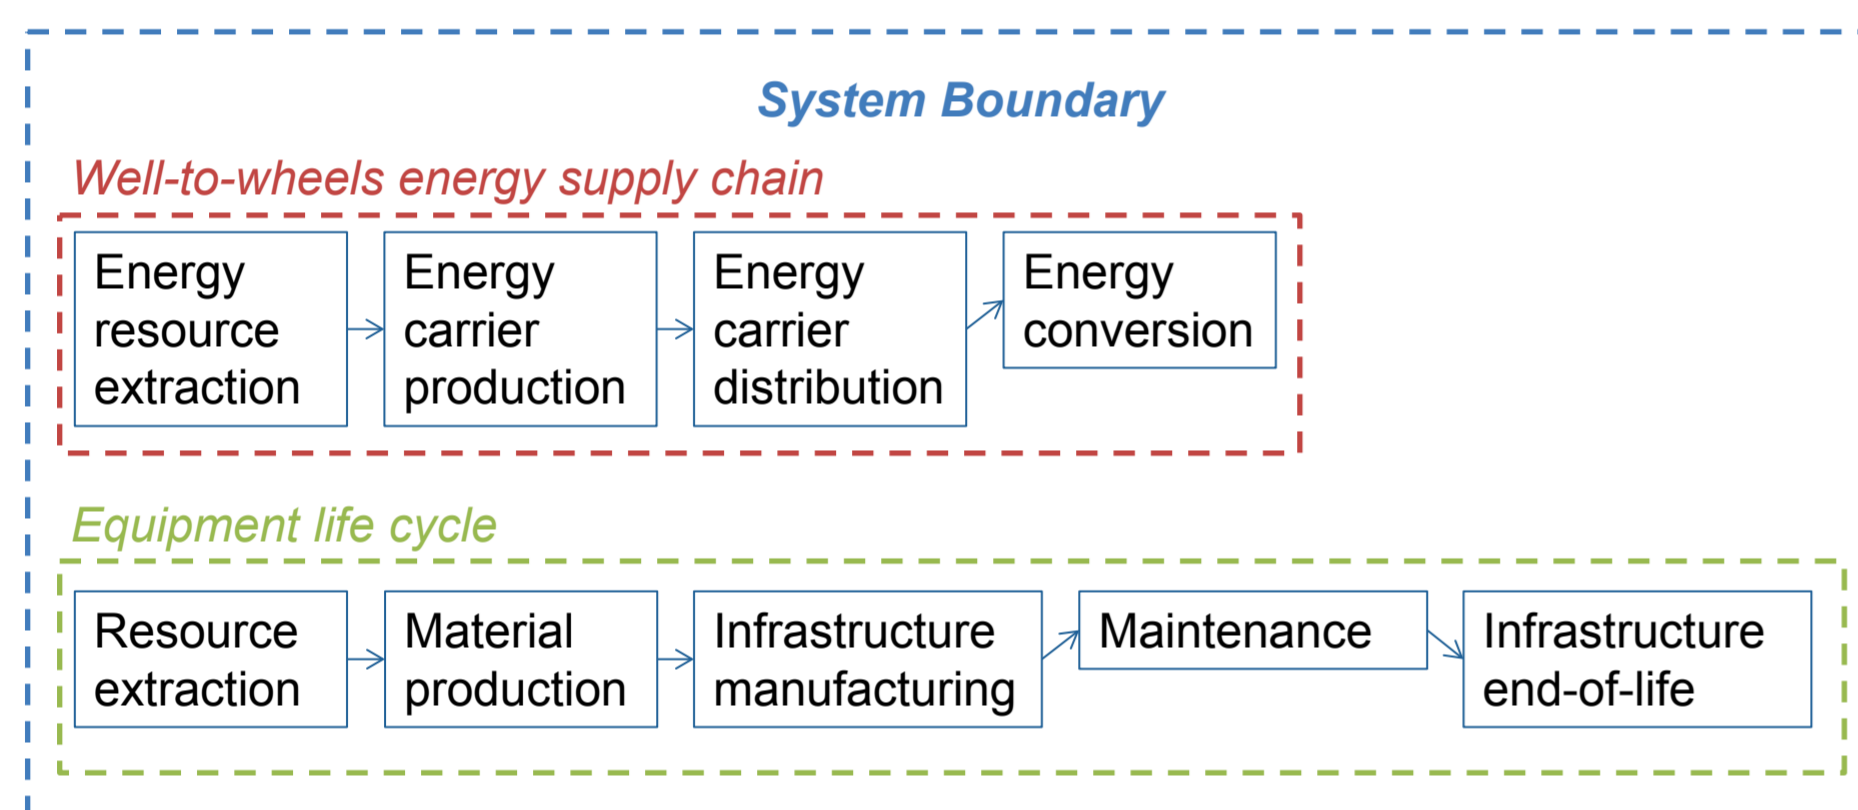 System Boundary
Well-to-wheels energy supply chain
Energy
resource
extraction
Energy
carrier
production
Energy
carrier
distribution
Energy
conversion
Equipment life cycle
Resource
extraction
Material
production
Infrastructure
manufacturing
Maintenance
Infrastructure
end-of-life